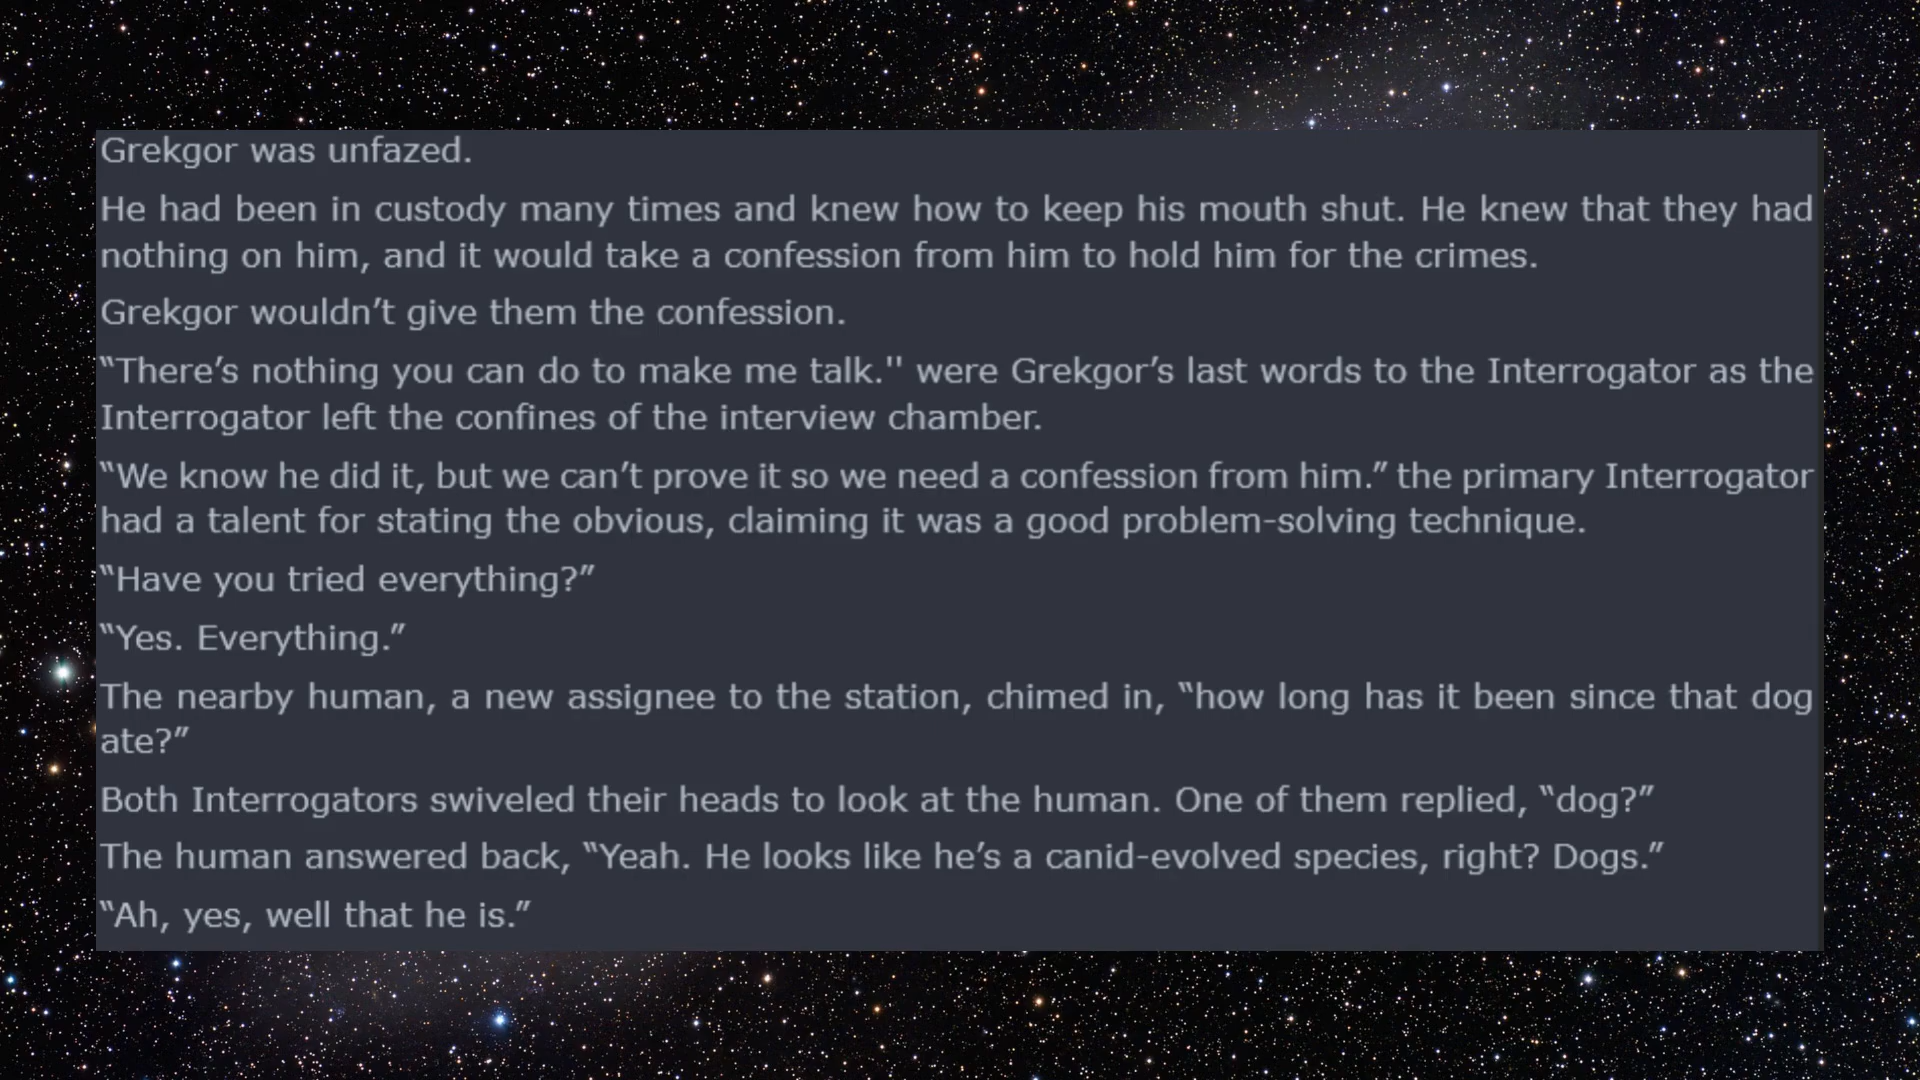 Grekgor was unfazed.
He had been in custody many times and knew how to keep his mouth shut. He knew that they had
nothing on him, and it would take a confession from him to hold him for the crimes.
Grekgor wouldn’t give them the confession.
“There’s nothing you can do to make me talk." were Grekgor’s last words to the Interrogator as the
Interrogator left the confines of the interview chamber.
“We know he did it, but we can’t prove it so we need a confession from him.” the primary Interrogator
had a talent for stating the obvious, claiming it was a good problem-solving technique.
“Have you tried everything?”
“Yes. Everything.”
The nearby human, a new assignee to the station, chimed in, “how long has it been since that dog
ate?”
Both Interrogators swiveled their heads to look at the human. One of them replied, “dog?”
The human answered back, “Yeah. He looks like he’s a canid-evolved species, right? Dogs.”
“Ah, yes, well that he is.”